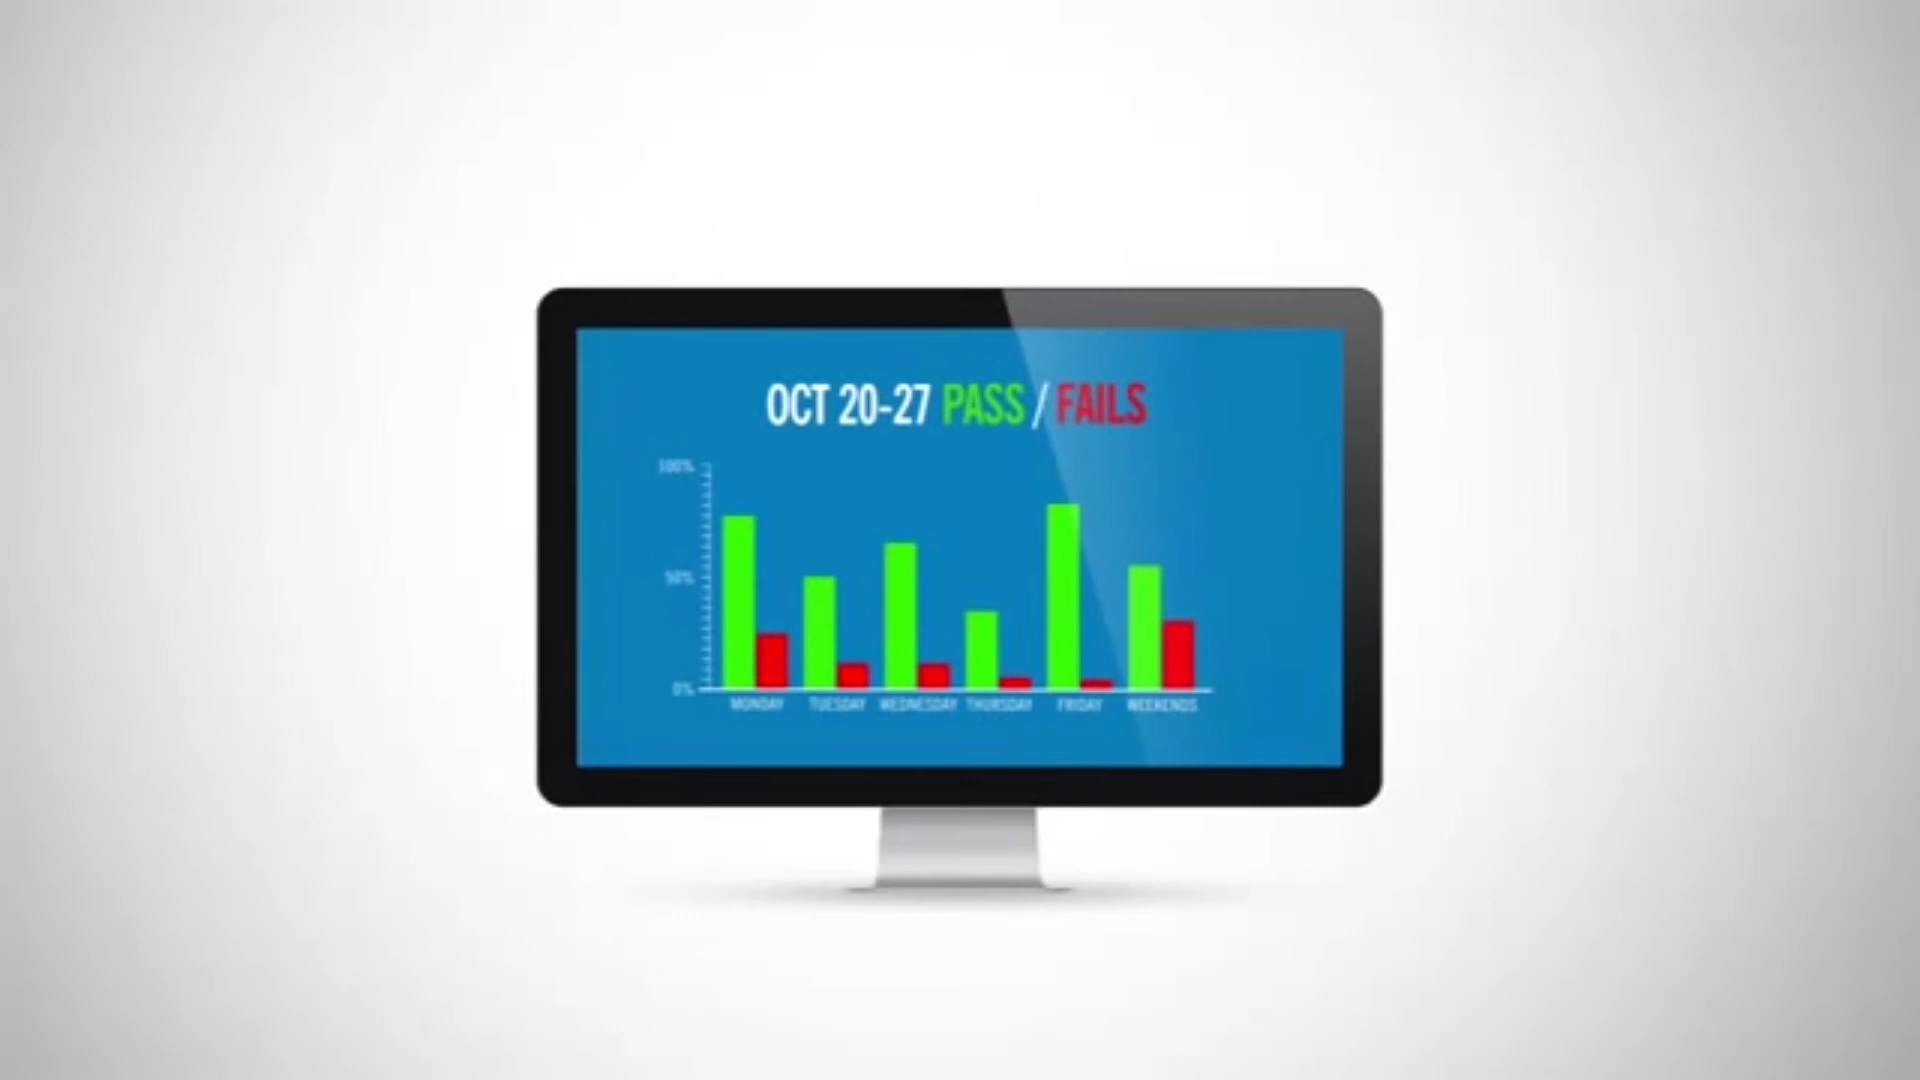 OCT 20-27 PASS / FAILS
100%
50%
0%
MONDAY TUESDAY WEDNESDAY THURSDAY FRIDAY WEEKENDS